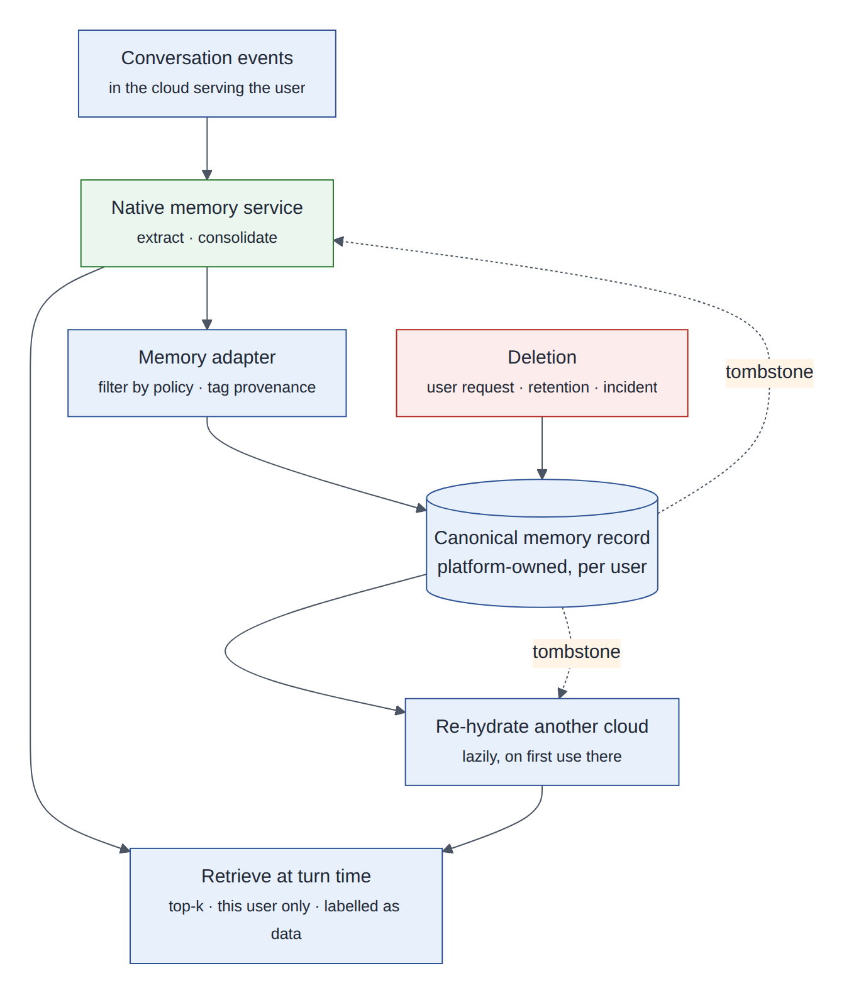 Conversation events
in the cloud serving the user
Native memory service
extract · consolidate
Memory adapter
filter by policy · tag provenance
Deletion
user request · retention · incident
tombstone
Canonical memory record
platform-owned, per user
tombstone
Re-hydrate another cloud
lazily, on first use there
Retrieve at turn time
top-k · this user only · labelled as
data